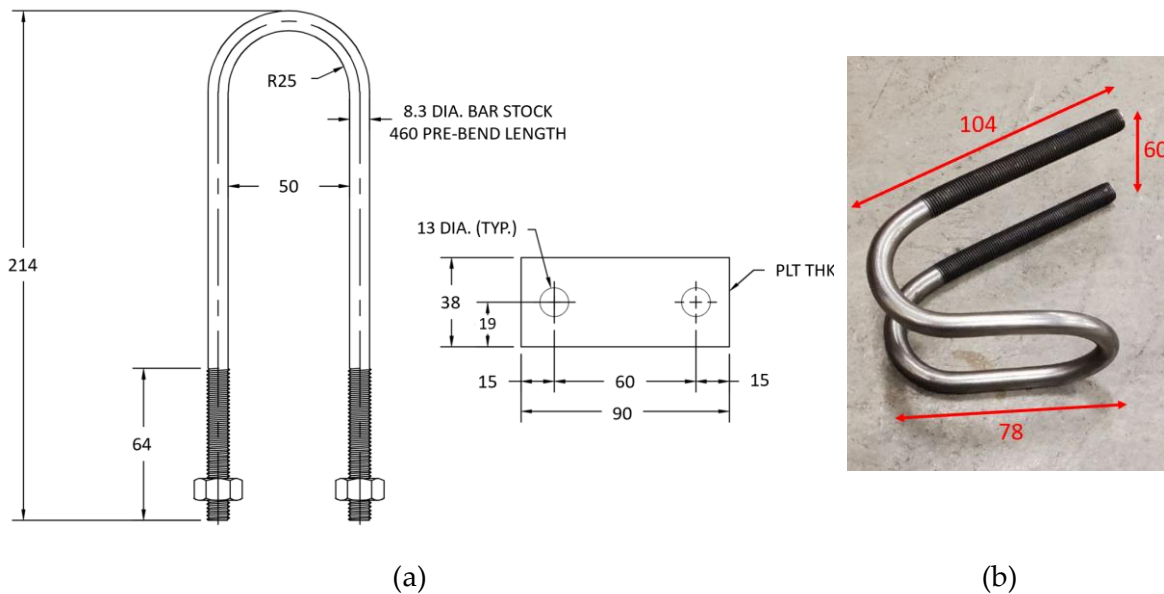 214
R25
8.3 DIA. BAR STOCK
460 PRE-BEND LENGTH
50
64
13 DIA. (TYP.)
PLT THK
38
19
15
60
15
90
104
60
78
(a)
(b)